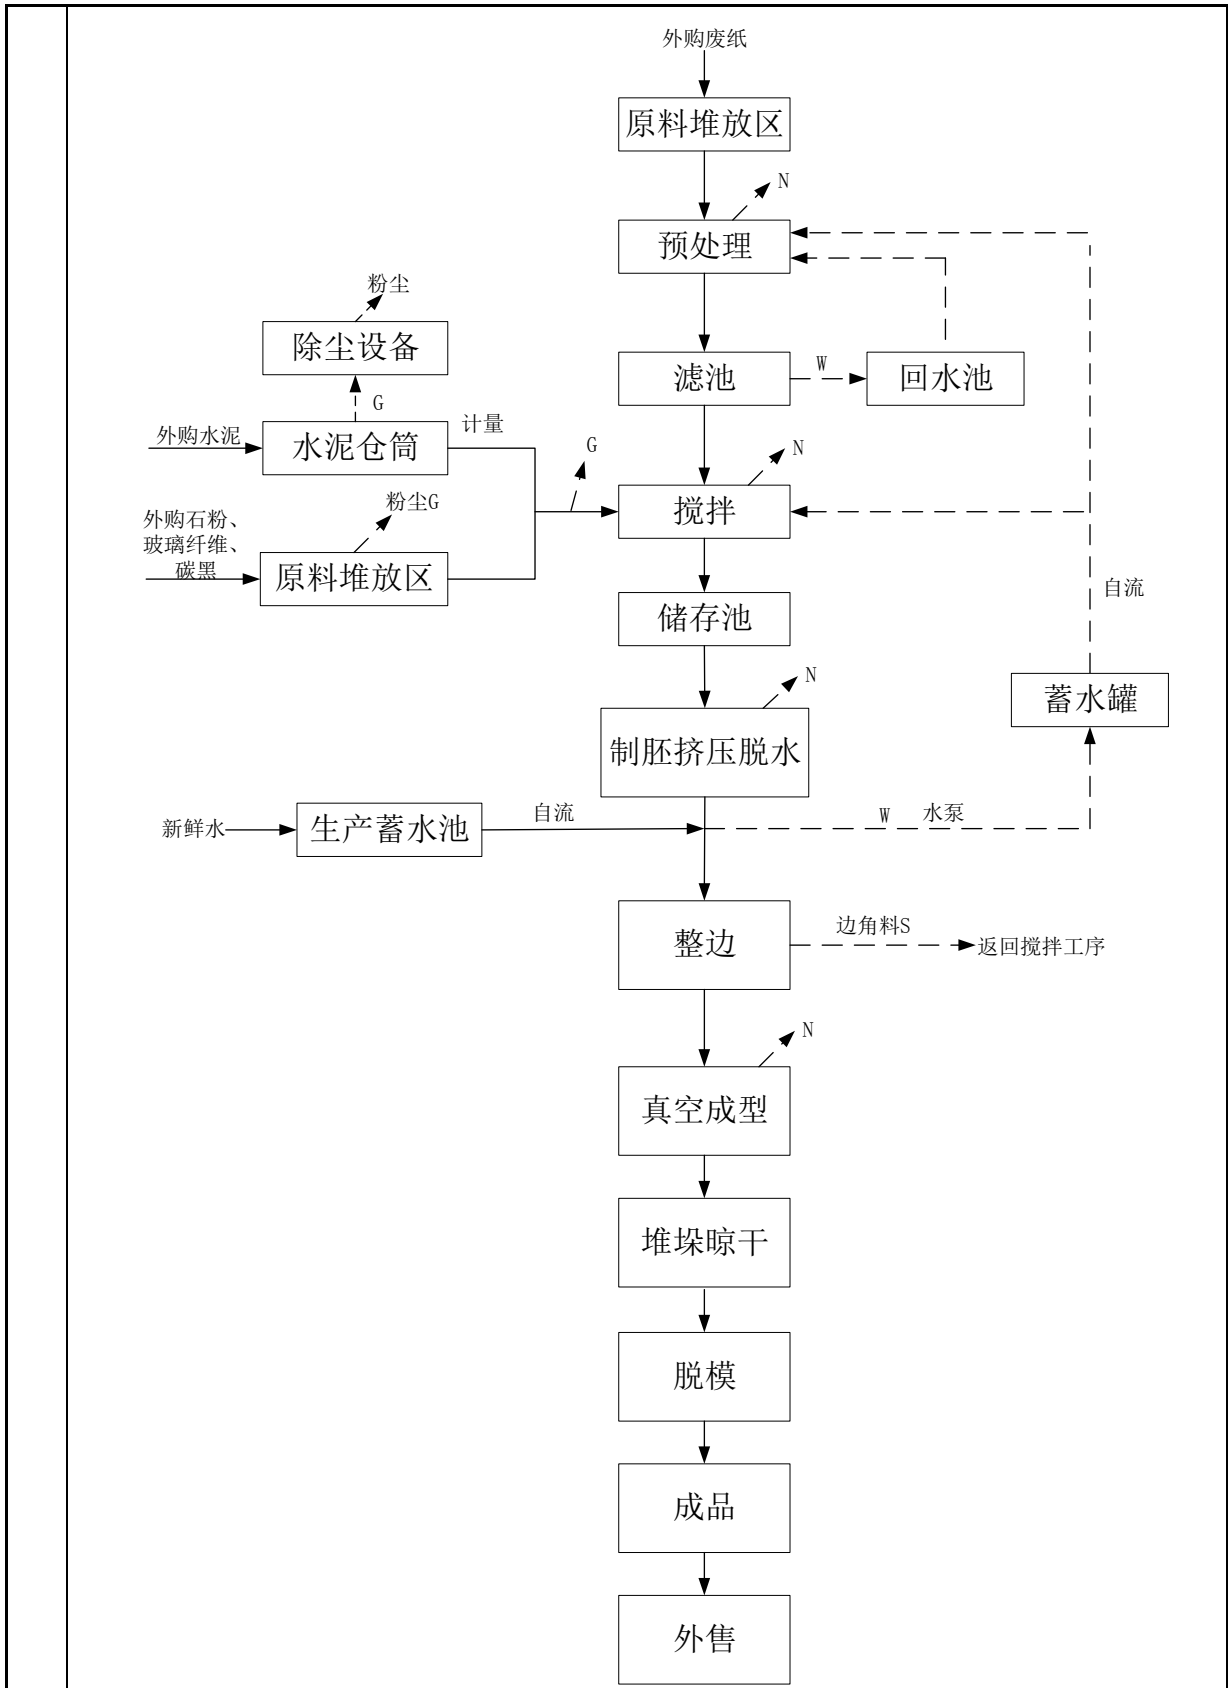 外购废纸
原料堆放区
N
预处理
粉尘
除尘设备
滤池
W
回水池
G
外购水泥
水泥仓筒
计量
G
N
粉尘G
搅拌
外购石粉、
玻璃纤维、
碳黑
原料堆放区
自流
储存池
N
蓄水罐
制胚挤压脱水
新鲜水
生产蓄水池
自流
W
水泵
整边
边角料S
返回搅拌工序
N
真空成型
堆垛晾干
脱模
成品
外售